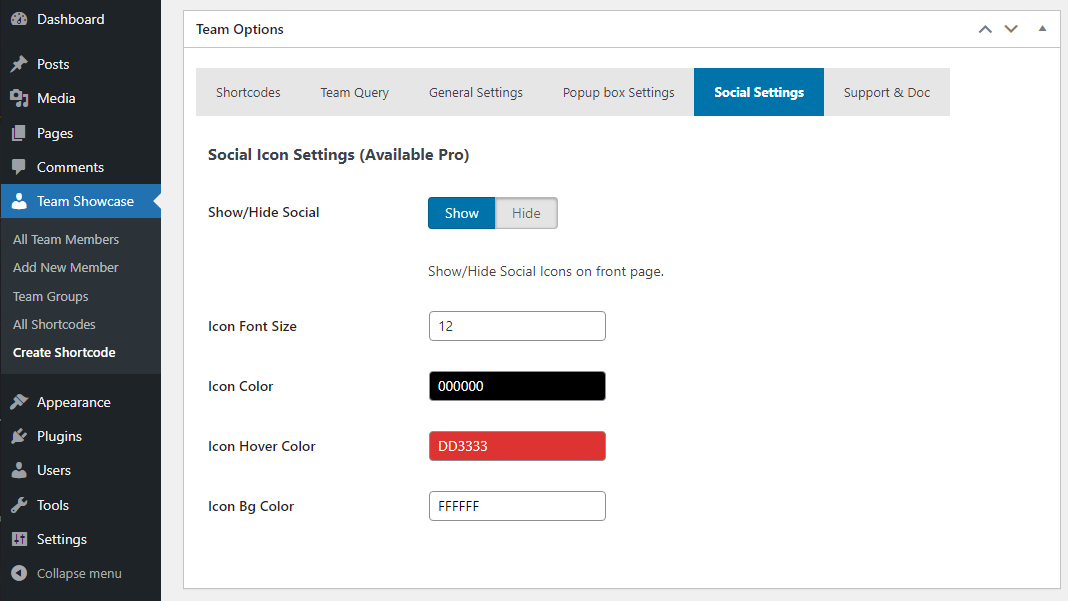 Dashboard
Posts
Media
Pages
Comments
Team Showcase
All Team Members
Add New Member
Team Groups
All Shortcodes
Create Shortcode
Appearance
Plugins
Users
Tools
Settings
Collapse menu
Team Options
Shortcodes Team Query General Settings Popup box Settings Social Settings Support & Doc
Social Icon Settings (Available Pro)
Show/Hide Social Show Hide
Show/Hide Social Icons on front page.
Icon Font Size 12
Icon Color 000000
Icon Hover Color DD3333
Icon Bg Color FFFFFF